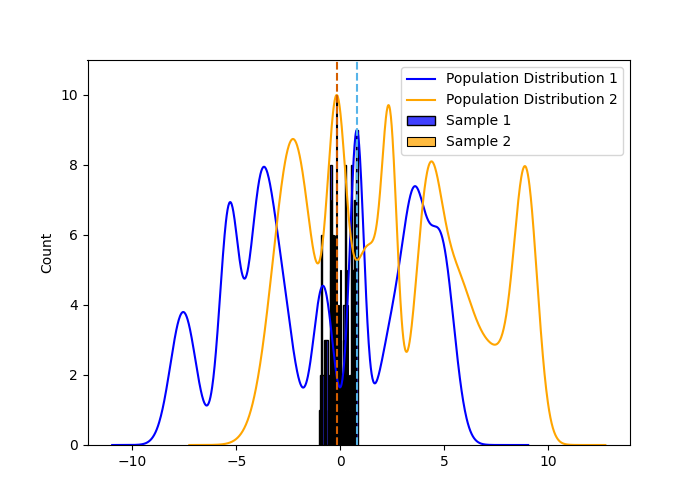 Population Distribution 1
Population Distribution 2
Sample 1
Sample 2
Count
10
8
6
4
2
0
−10
−5
0
5
10